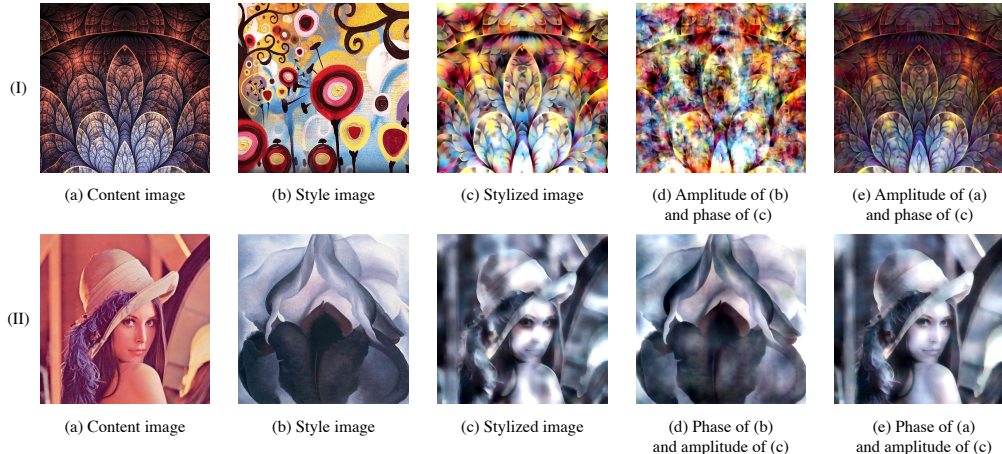 (I)
(a) Content image
(b) Style image
(c) Stylized image
(d) Amplitude of (b)
and phase of (c)
(e) Amplitude of (a)
and phase of (c)
(II)
(a) Content image
(b) Style image
(c) Stylized image
(d) Phase of (b)
and amplitude of (c)
(e) Phase of (a)
and amplitude of (c)